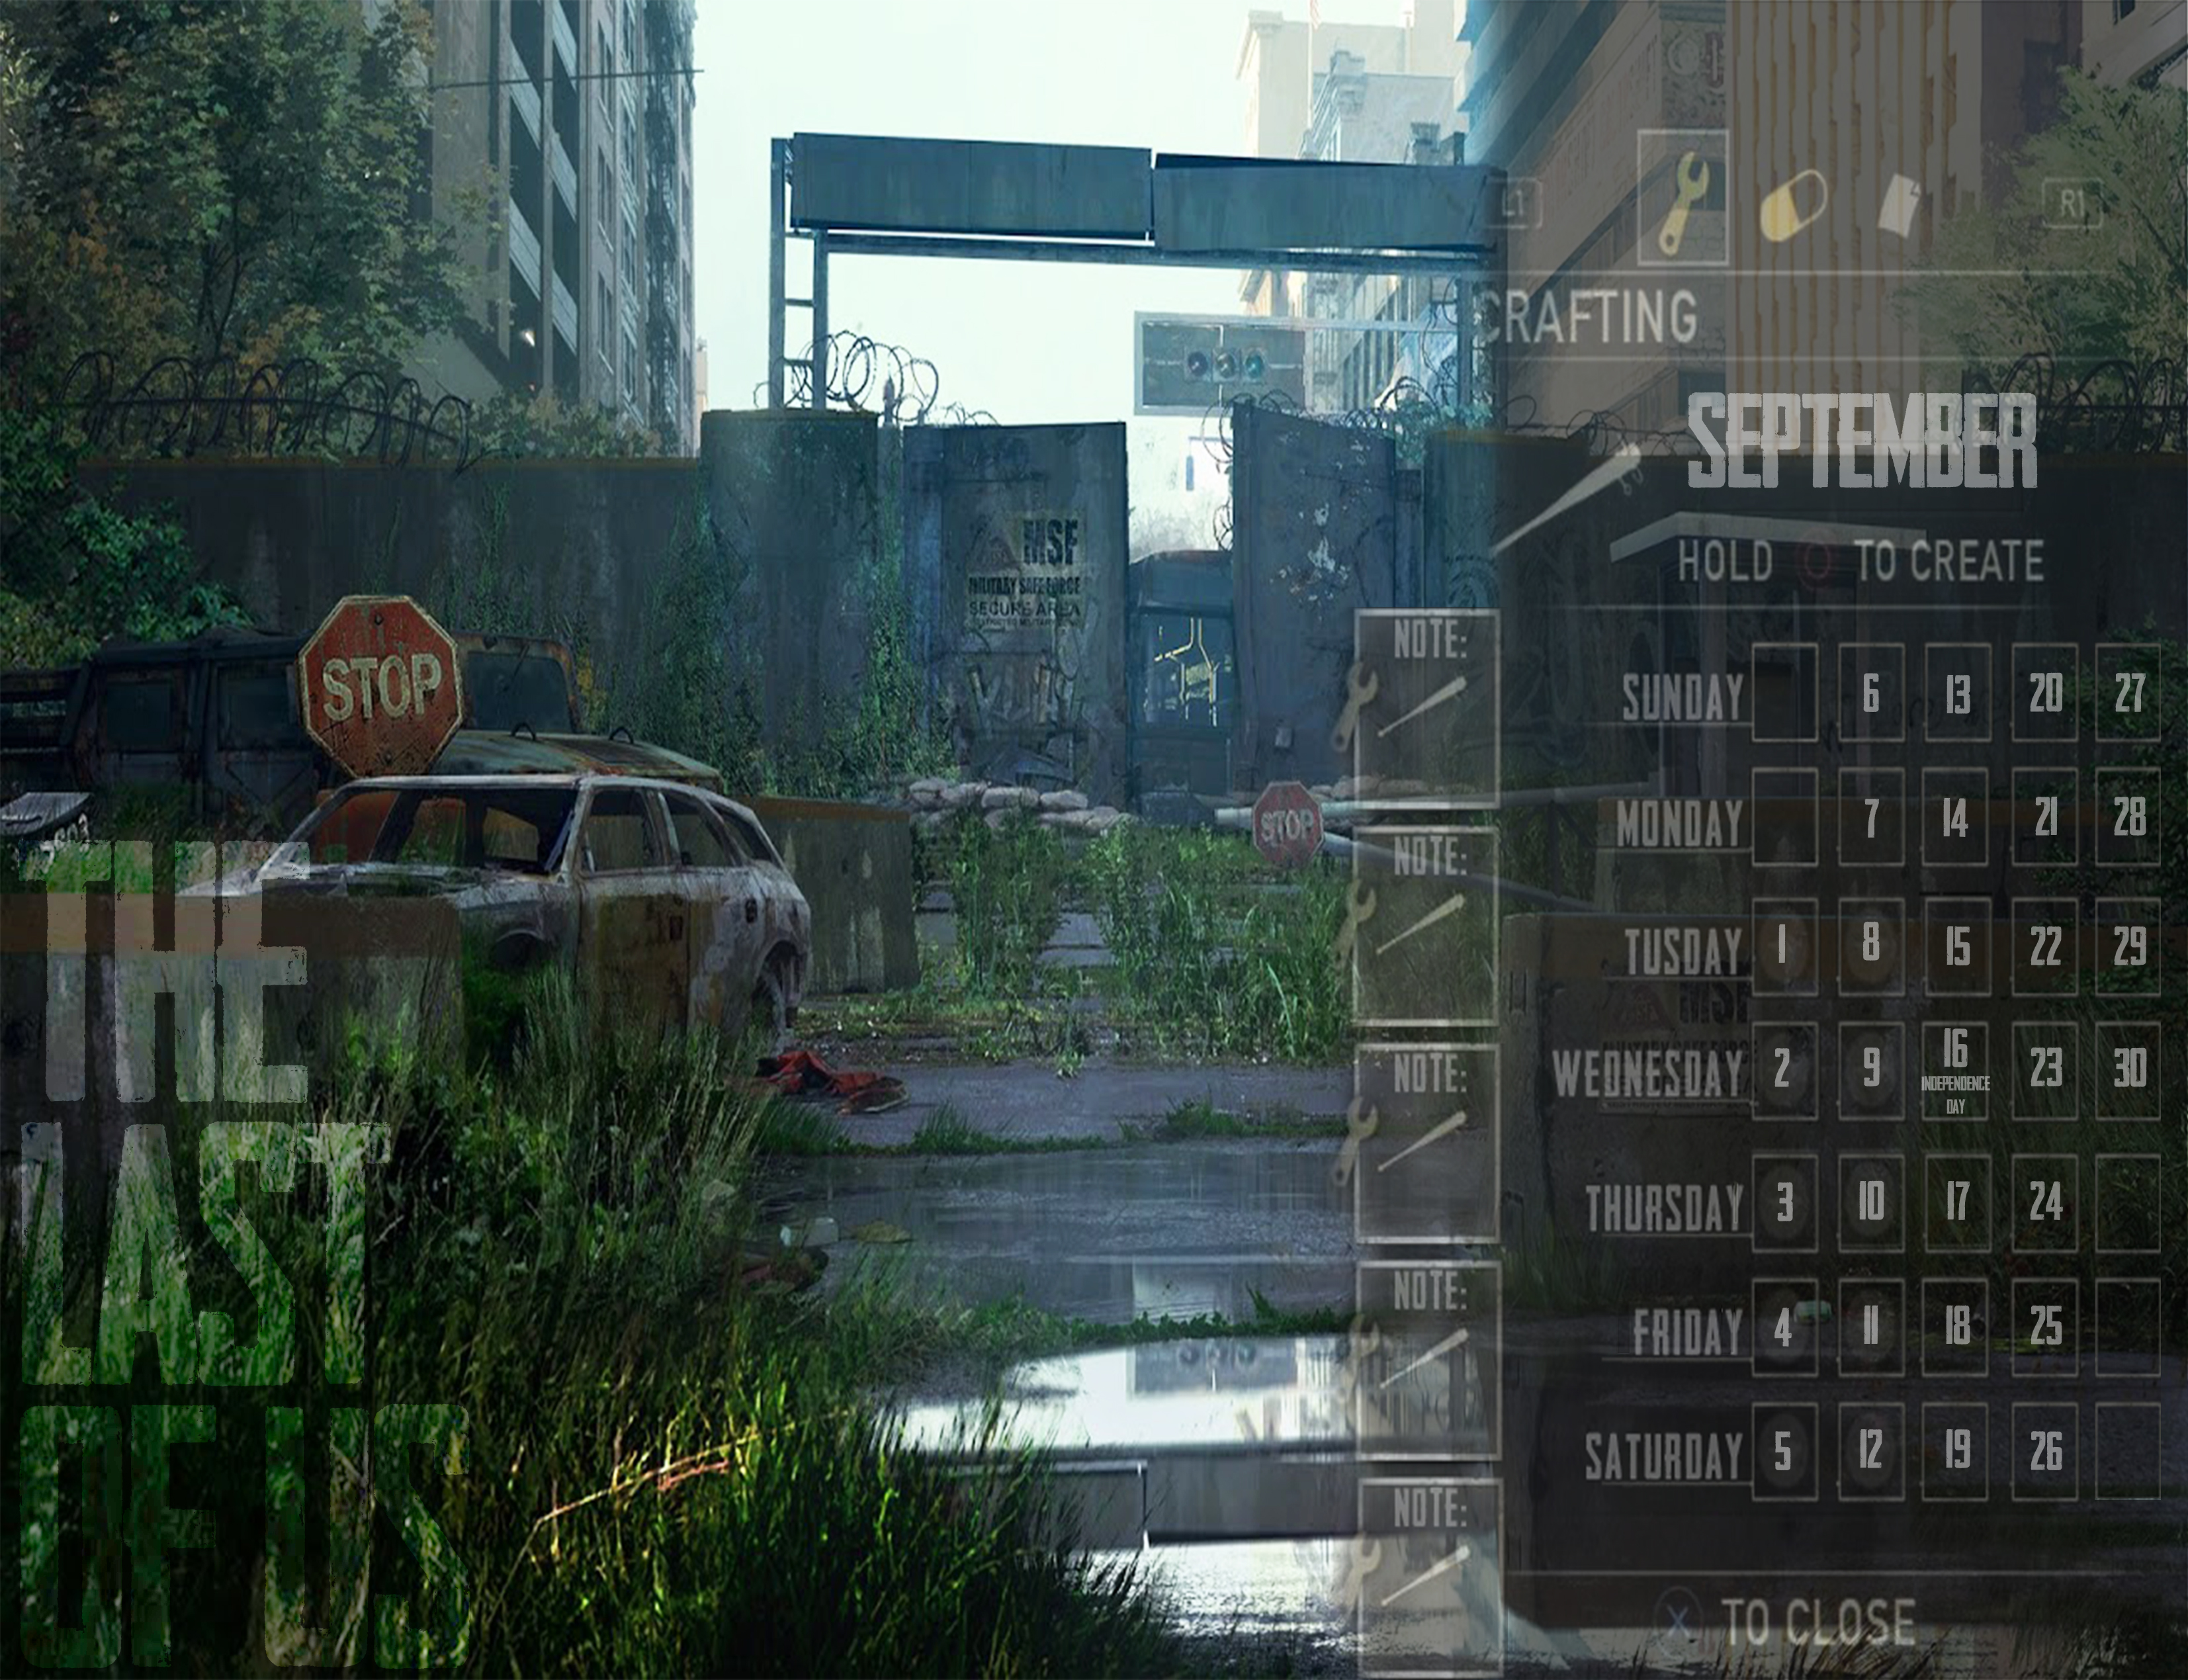 L1
R1
CRAFTING
SEPTEMBER
HOLD TO CREATE
MSF
MILITARY SAFE FORCE
SECURE AREA
STOP
STOP
NOTE:
NOTE:
NOTE:
NOTE:
NOTE:
SUNDAY 6 13 20 27
MONDAY 7 14 21 28
TUSDAY 1 8 15 22 29
WEDNESDAY 2 9 16 23 30
INDEPENDENCE
DAY
THURSDAY 3 10 17 24
FRIDAY 4 11 18 25
SATURDAY 5 12 19 26
X TO CLOSE
THE
LAST
OF US